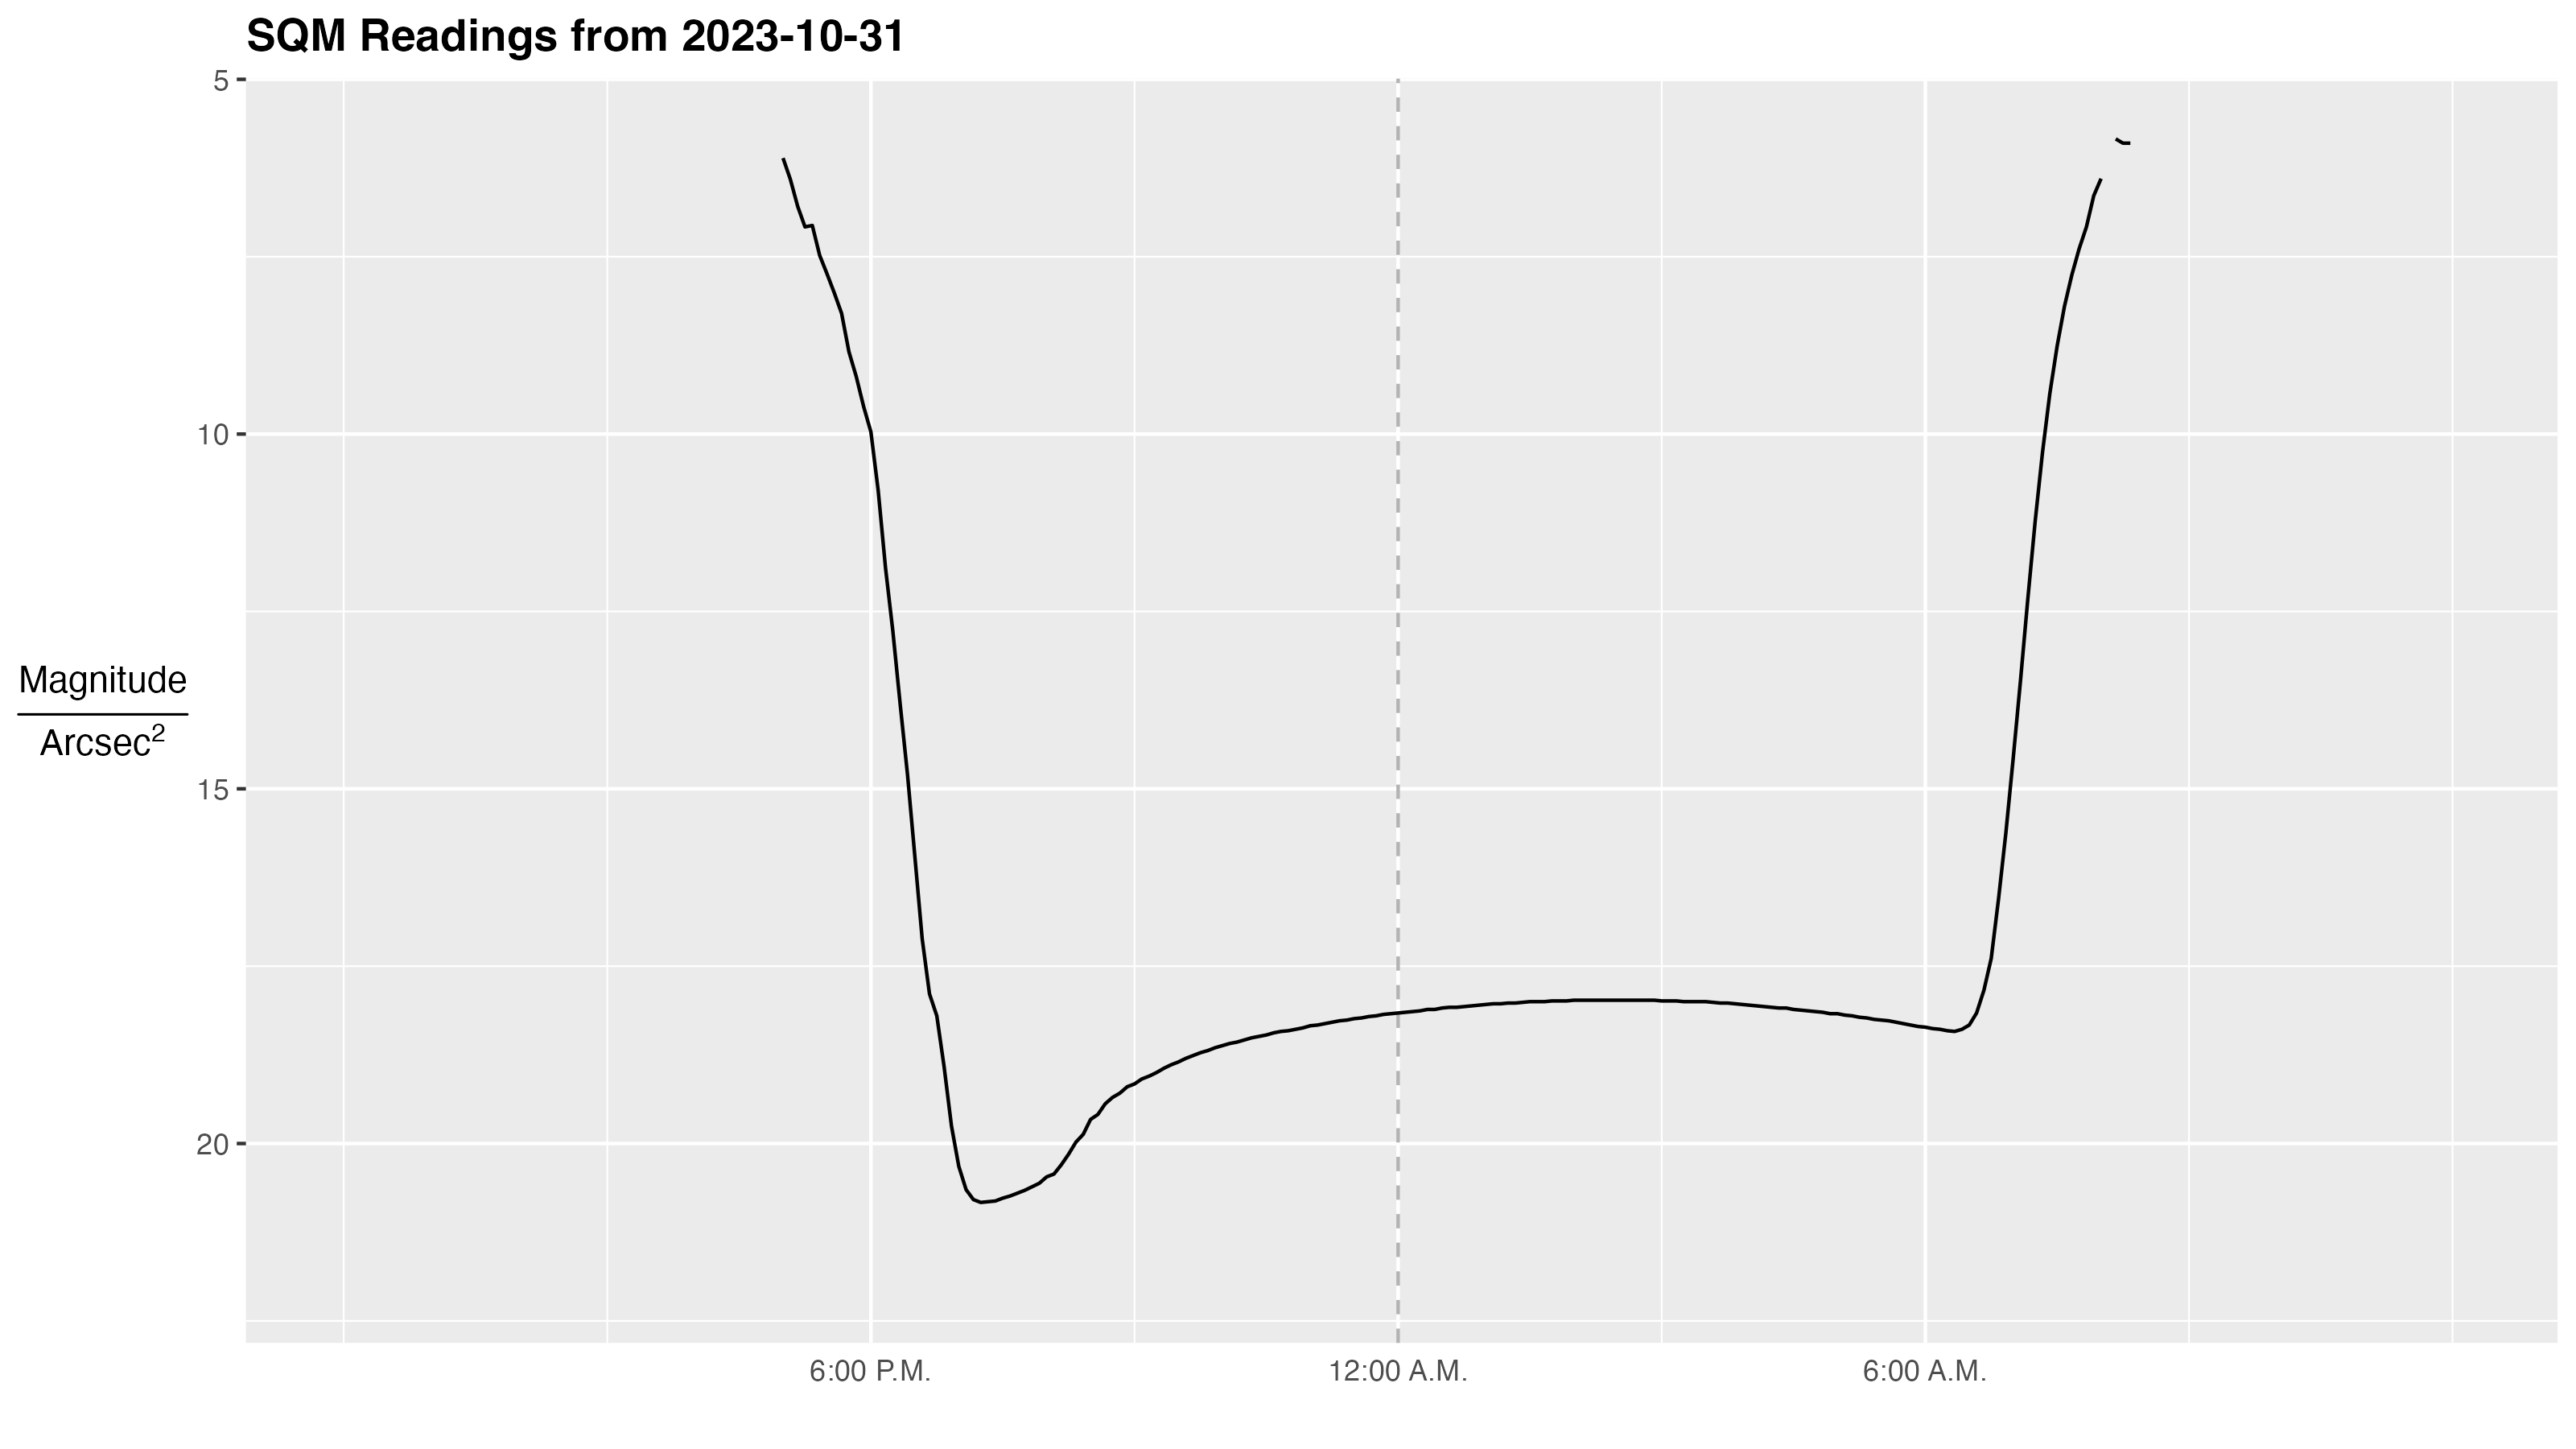 SQM Readings from 2023-10-31
5
10
15
20
Magnitude
Arcsec²
6:00 P.M.
12:00 A.M.
6:00 A.M.